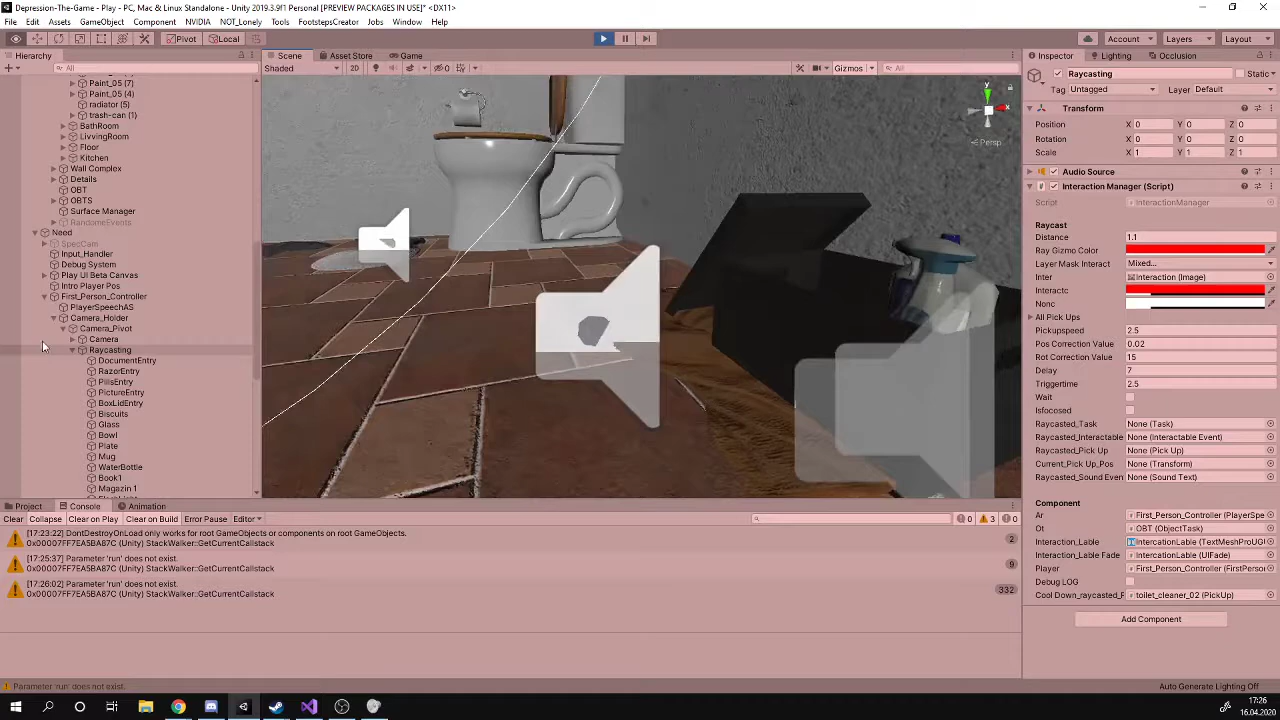 Depression-The-Game - Play - PC, Mac & Linux Standalone - Unity 2019.3.9f1 Personal [PREVIEW PACKAGES IN USE]* <DX11>
File Edit Assets GameObject Component NVIDIA NOT_Lonely Tools FootstepsCreator Jobs Window Help
Pivot Local Account Layers Layout
Hierarchy Scene Asset Store Game Inspector Lighting Occlusion
All Shaded 2D 0 Gizmos All
Raycasting Static
Tag Untagged Layer Default
Paint_05 (7)
Paint_05 (4)
radiator (5)
trash-can (1)
BathRoom
LivvingRoom
Floor
Kitchen
Wall Complex
Details
OBT
OBTS
Surface Manager
RandameEvents
Need
SpecCam
Input_Handler
Debug System
Play UI Beta Canvas
Intro Player Pos
First_Person_Controller
PlayerSpeechAS
Camera_Holder
Camera_Pivot
Camera
Raycasting
DocumentEntry
RazorEntry
PillsEntry
PictureEntry
BoxLidEntry
Biscuits
Glass
Bowl
Plate
Mug
WaterBottle
Book1
Magazin 1
Persp
Transform
Position X 0 Y 0 Z 0
Rotation X 0 Y 0 Z 0
Scale X 1 Y 1 Z 1
Audio Source
Interaction Manager (Script)
Script InteractionManager
Raycast
Distance 1.1
Ray Gizmo Color
Layer Mask Interact Mixed...
Inter Interaction (Image)
Interactc
Nonc
All Pick Ups
Pickupspeed 2.5
Pos Correction Value 0.02
Rot Correction Value 15
Delay 7
Triggertime 2.5
Wait
Isfocosed
Raycasted_Task None (Task)
Raycasted_Interactable None (Interactable Event)
Raycasted_Pick Up None (Pick Up)
Current_Pick Up_Pos None (Transform)
Raycasted_Sound Even None (Sound Text)
Component
Ar First_Person_Controller (PlayerSpe
Ot OBT (ObjectTask)
Interaction_Lable IntercationLable (TextMeshProUG
Interaction_Lable Fade IntercationLable (UIFade)
Player First_Person_Controller (FirstPerson
Debug LOG
Cool Down_raycasted_F toilet_cleaner_02 (PickUp)
Add Component
Project Console Animation
Clear Collapse Clear on Play Clear on Build Error Pause Editor 0 3 0
[17:23:22] DontDestroyOnLoad only works for root GameObjects or components on root GameObjects.
0x00007FF7EA5BA87C (Unity) StackWalker::GetCurrentCallstack 2
[17:25:37] Parameter 'run' does not exist.
0x00007FF7EA5BA87C (Unity) StackWalker::GetCurrentCallstack 9
[17:26:02] Parameter 'run' does not exist.
0x00007FF7EA5BA87C (Unity) StackWalker::GetCurrentCallstack 332
Parameter 'run' does not exist. Auto Generate Lighting Off
17:26
16.04.2020